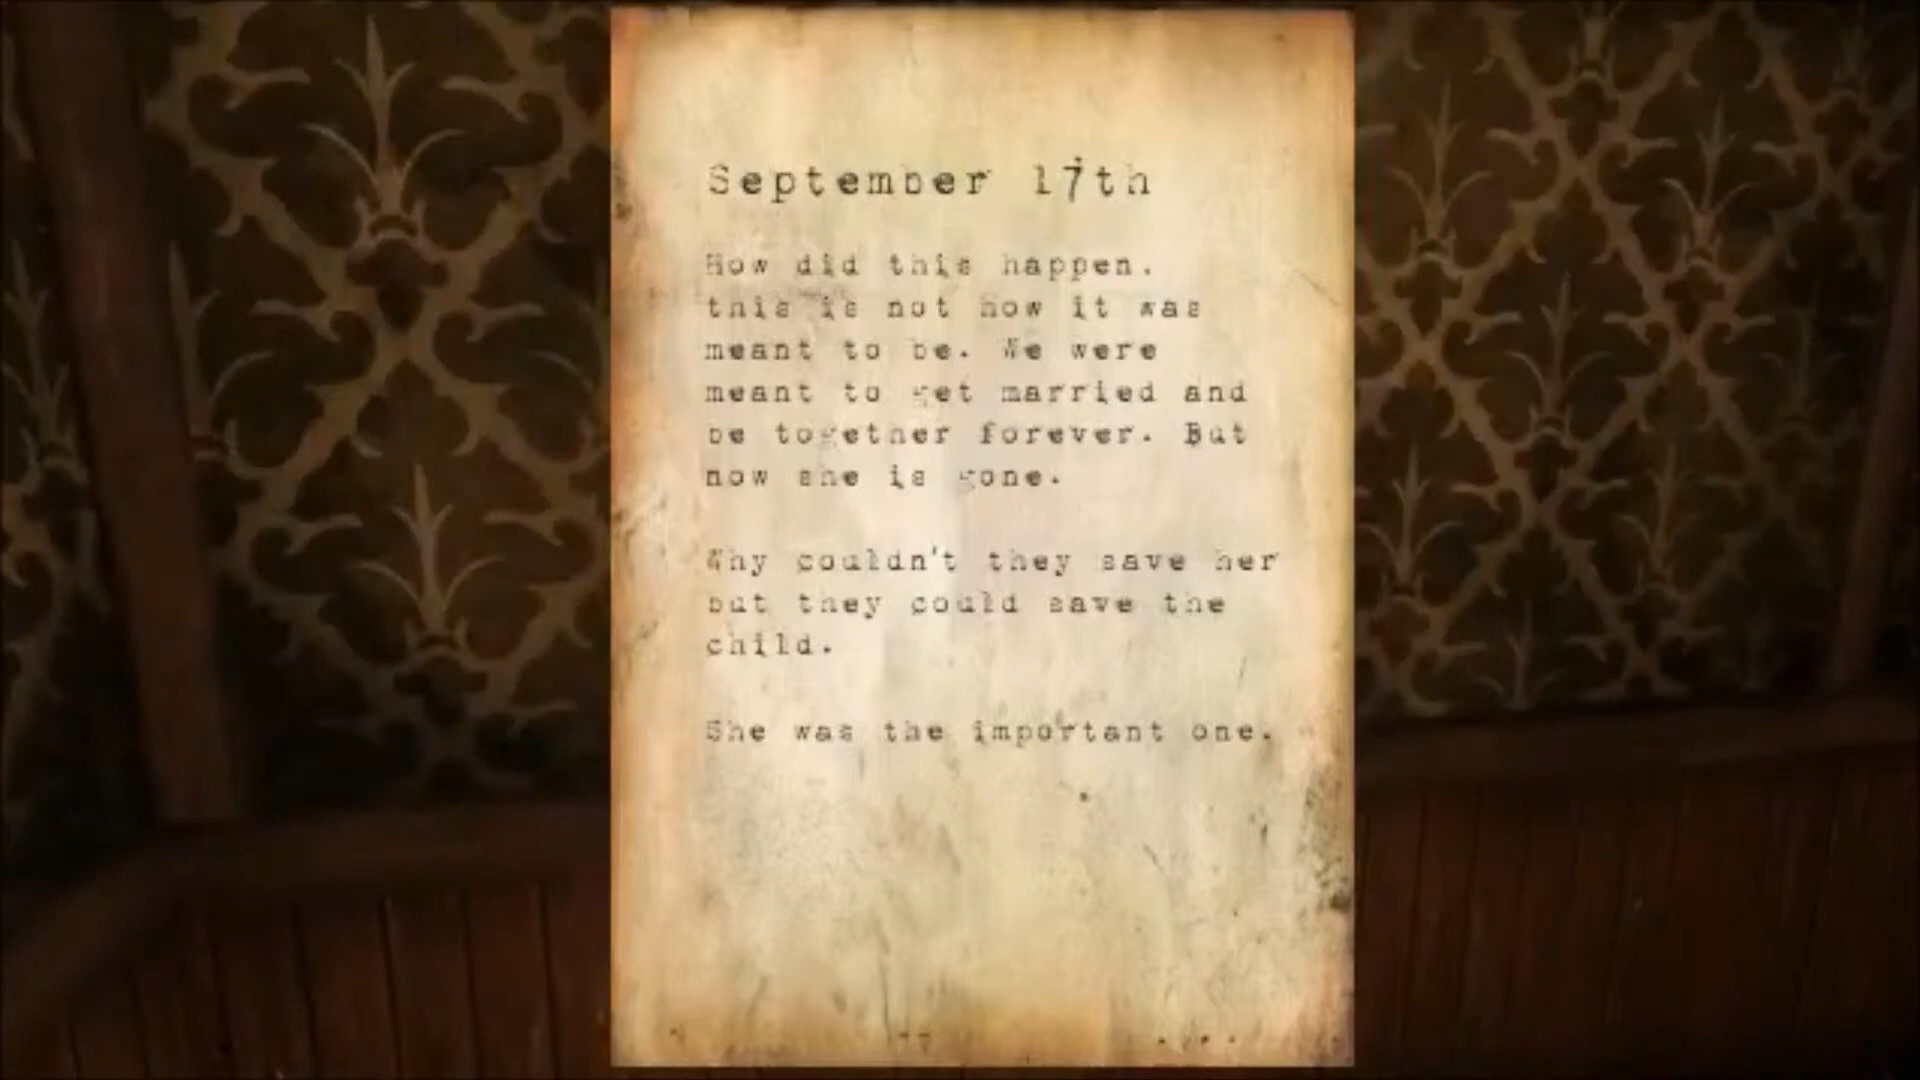 September 17th
How did this happen.
this is not how it was
meant to be. We were
meant to get married and
be together forever. But
now she is gone.
Why couldn't they save her
but they could save the
child.
She was the important one.